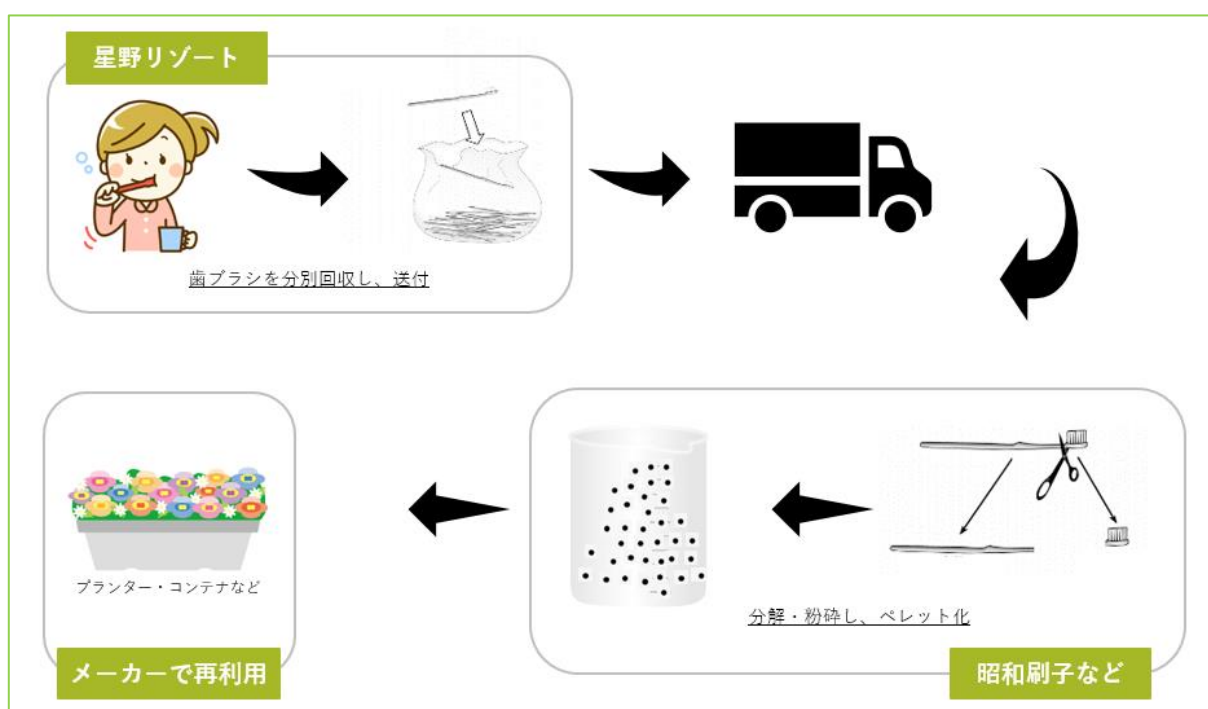 星野リゾート
歯ブラシを分別回収し、送付
分解・粉砕し、ペレット化
昭和刷子など
プランター・コンテナなど
メーカーで再利用